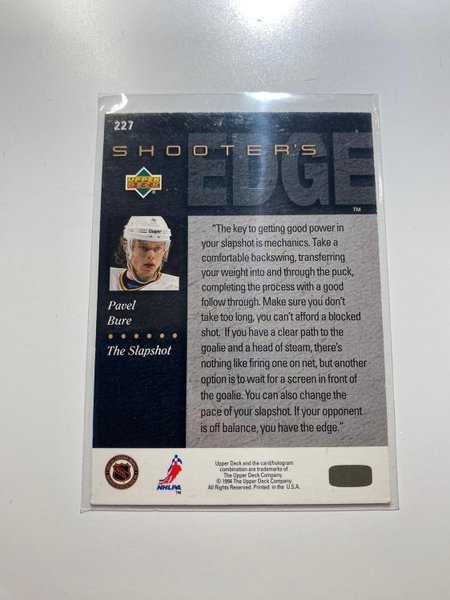 227
SHOOTER'S
EDGE
TM
UPPER
DECK
Cooper
Pavel
Bure
The Slapshot
"The key to getting good power in
your slapshot is mechanics. Take a
comfortable backswing, transferring
your weight into and through the puck,
completing the process with a good
follow through. Make sure you don't
take too long, you can't afford a blocked
shot. If you have a clear path to the
goalie and a head of steam, there's
nothing like firing one on net, but another
option is to wait for a screen in front of
the goalie. You can also change the
pace of your slapshot. If your opponent
is off balance, you have the edge."
NHL
NHLPA
TM
Upper Deck and the card/hologram
combination are trademarks of
The Upper Deck Company.
© 1994 The Upper Deck Company.
All Rights Reserved. Printed in the U.S.A.